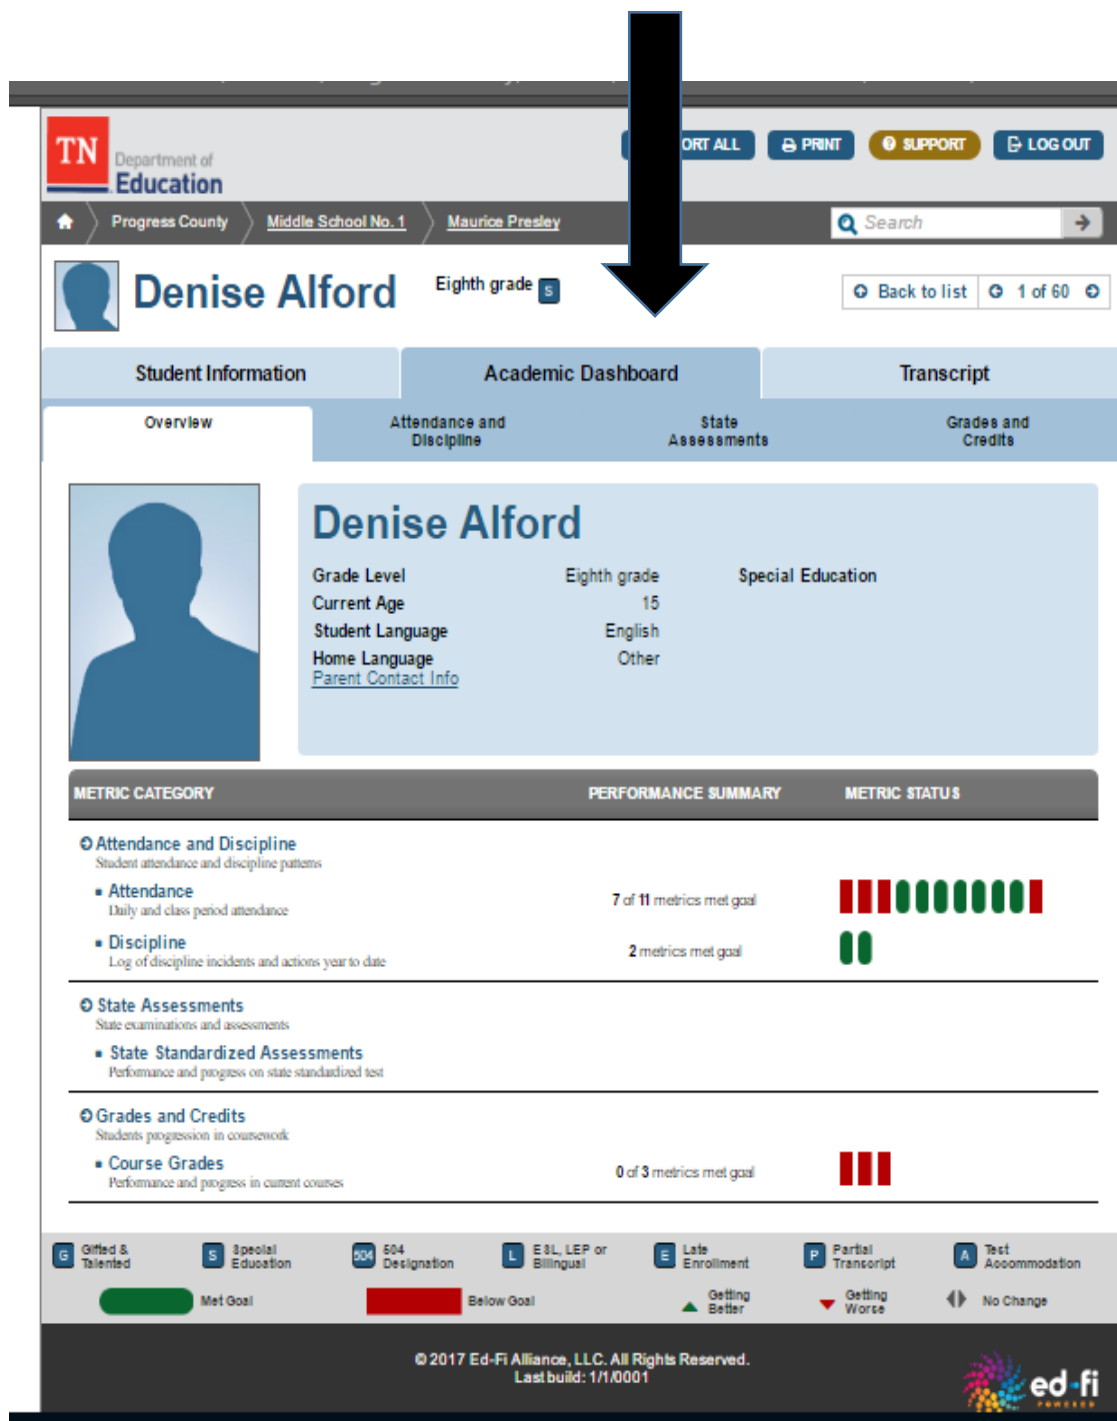 TN
Department of
Education
ORT ALL
PRINT
SUPPORT
LOG OUT
Progress County
Middle School No. 1
Maurice Presley
Search
Denise Alford
Eighth grade S
Back to list
1 of 60
Student Information
Academic Dashboard
Transcript
Overview
Attendance and
Discipline
State
Assessments
Grades and
Credits
Denise Alford
Grade Level Eighth grade Special Education
Current Age 15
Student Language English
Home Language Other
Parent Contact Info
METRIC CATEGORY PERFORMANCE SUMMARY METRIC STATUS
Attendance and Discipline
Student attendance and discipline patterns
Attendance
Daily and class period attendance
7 of 11 metrics met goal
Discipline
Log of discipline incidents and actions year to date
2 metrics met goal
State Assessments
State examinations and assessments
State Standardized Assessments
Performance and progress on state standardized test
Grades and Credits
Students progression in coursework
Course Grades
Performance and progress in current courses
0 of 3 metrics met goal
G Gifted &
Talented
S Special
Education
504 504
Designation
L ESL, LEP or
Bilingual
E Late
Enrollment
P Partial
Transcript
A Test
Accommodation
Met Goal
Below Goal
Getting
Better
Getting
Worse
No Change
© 2017 Ed-Fi Alliance, LLC. All Rights Reserved.
Last build: 1/1/0001
ed-fi
POWERED